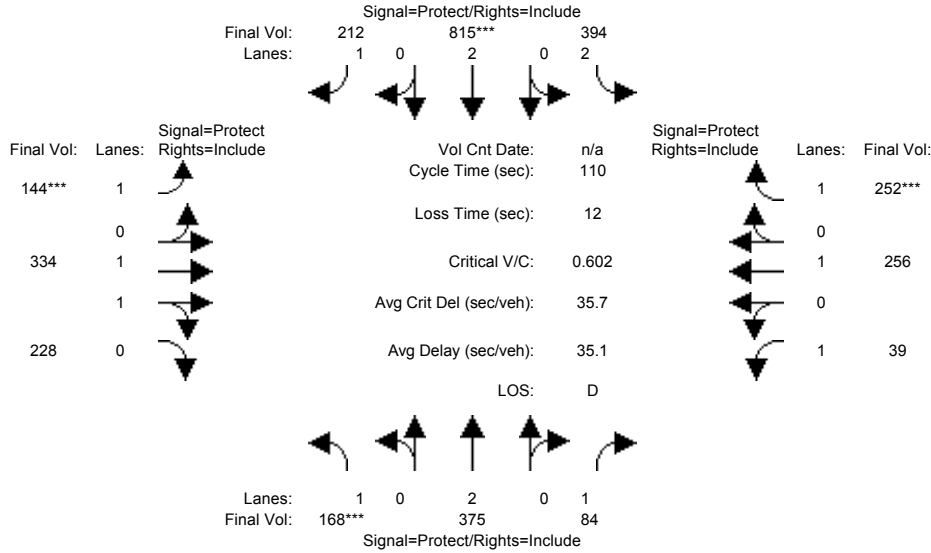 Signal=Protect/Rights=Include
Final Vol: 212 815*** 394
Lanes: 1 0 2 0 2
Signal=Protect Signal=Protect
Final Vol: Lanes: Rights=Include Vol Cnt Date: n/a Rights=Include Lanes: Final Vol:
Cycle Time (sec): 110
144*** 1 1 252***
Loss Time (sec): 12
0 0
334 1 Critical V/C: 0.602 1 256
1 Avg Crit Del (sec/veh): 35.7 0
228 0 Avg Delay (sec/veh): 35.1 1 39
LOS: D
Lanes: 1 0 2 0 1
Final Vol: 168*** 375 84
Signal=Protect/Rights=Include